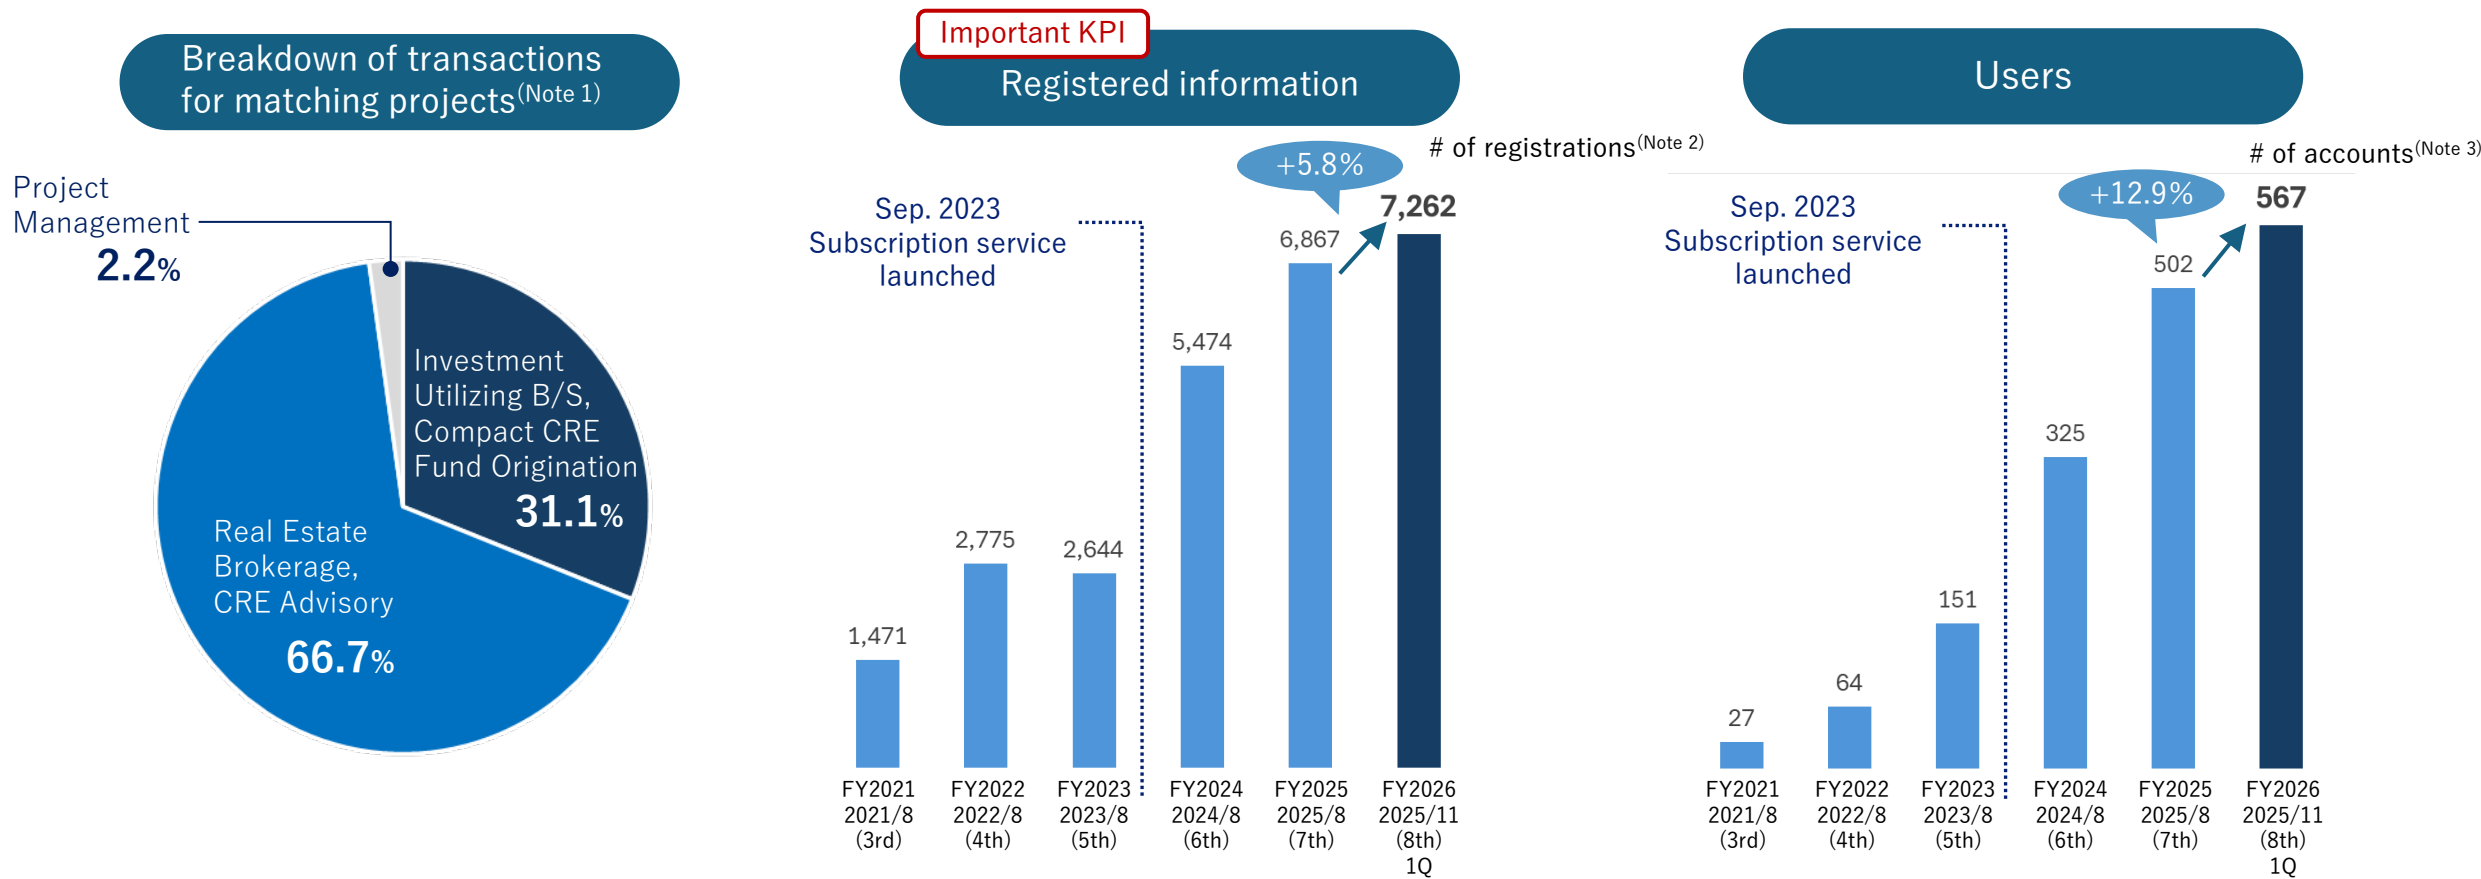 Breakdown of transactions
for matching projects(Note 1)
Project
Management
2.2%
Investment
Utilizing B/S,
Compact CRE
Fund Origination
31.1%
Real Estate
Brokerage,
CRE Advisory
66.7%
Important KPI
Registered information
# of registrations(Note 2)
+5.8%
Sep. 2023
Subscription service
launched
1,471
2,775
2,644
5,474
6,867
7,262
FY2021
2021/8
(3rd)
FY2022
2022/8
(4th)
FY2023
2023/8
(5th)
FY2024
2024/8
(6th)
FY2025
2025/8
(7th)
FY2026
2025/11
(8th)
1Q
Users
# of accounts(Note 3)
+12.9%
Sep. 2023
Subscription service
launched
27
64
151
325
502
567
FY2021
2021/8
(3rd)
FY2022
2022/8
(4th)
FY2023
2023/8
(5th)
FY2024
2024/8
(6th)
FY2025
2025/8
(7th)
FY2026
2025/11
(8th)
1Q